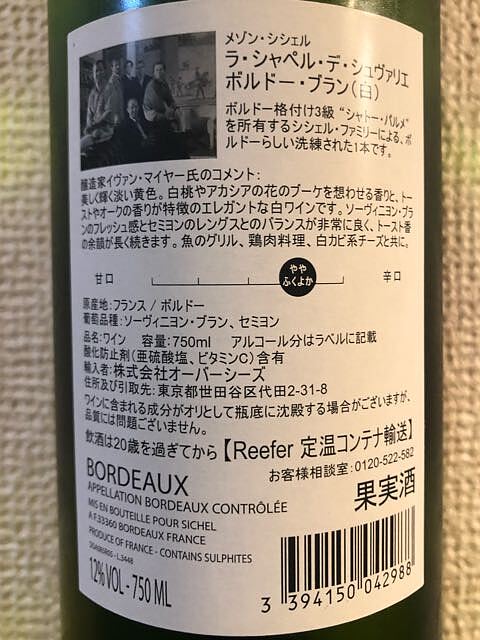 メゾン・シシェル
ラ・シャペル・デ・シュヴァリエ
ボルドー・ブラン（白）
ボルドー格付け3級 “シャトー・パルメ”
を所有するシシェル・ファミリーによる、ボ
ルドーらしい洗練された1本です。
醸造家イヴァン・マイヤー氏のコメント：
美しく輝く淡い黄色。白桃やアカシアの花のブーケを想わせる香りと、トー
ストやオークの香りが特徴のエレガントな白ワインです。ソーヴィニヨン・ブラ
ンのフレッシュ感とセミヨンのレングスとのバランスが非常に良く、トースト香
の余韻が長く続きます。魚のグリル、鶏肉料理、白カビ系チーズと共に。
甘口 やや ふくよか 辛口
原産地：フランス / ボルドー
葡萄品種：ソーヴィニヨン・ブラン、セミヨン
品名：ワイン 容量：750ml アルコール分はラベルに記載
酸化防止剤（亜硫酸塩、ビタミンC）含有
輸入者：株式会社オーバーシーズ
住所及び引取先：東京都世田谷区代田2-31-8
ワインに含まれる成分がオリとして瓶底に沈殿する場合がございますが、
品質には問題ございません。
飲酒は20歳を過ぎてから【Reefer 定温コンテナ輸送】
お客様相談室：0120-522-582
BORDEAUX
APPELLATION BORDEAUX CONTRÔLÉE
果実酒
MIS EN BOUTEILLE POUR SICHEL
A F.33360 BORDEAUX FRANCE
PRODUCE OF FRANCE - CONTAINS SULPHITES
12% VOL - 750 ML
3 394150 042988